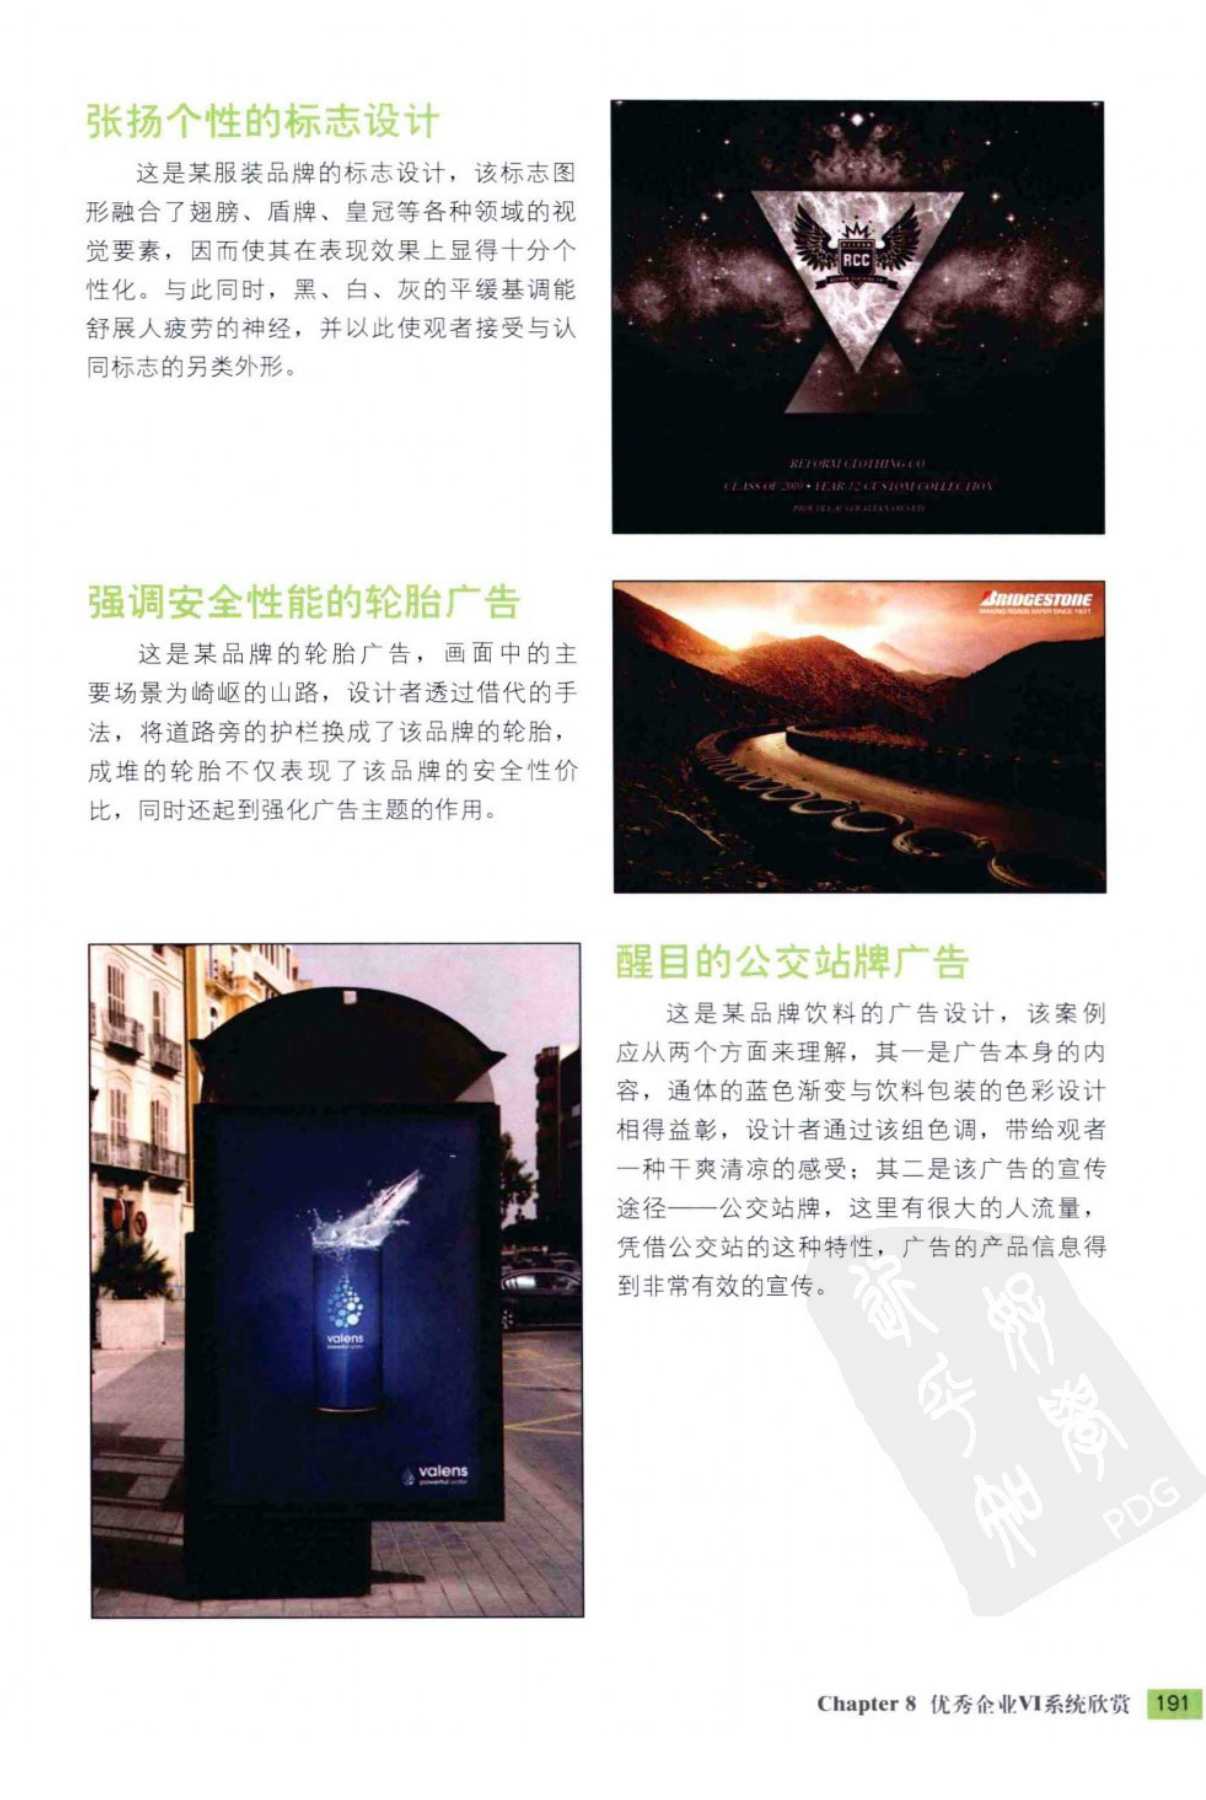 张扬个性的标志设计
这是某服装品牌的标志设计，该标志图
形融合了翅膀、盾牌、皇冠等各种领域的视
觉要素，因而使其在表现效果上显得十分个
性化。与此同时，黑、白、灰的平缓基调能
舒展人疲劳的神经，并以此使观者接受与认
同标志的另类外形。
RCC
REFORM CLOTHING CO
CLASS OF 2010 • YEAR 12 CUSTOM COLLECTION
强调安全性能的轮胎广告
这是某品牌的轮胎广告，画面中的主
要场景为崎岖的山路，设计者透过借代的手
法，将道路旁的护栏换成了该品牌的轮胎，
成堆的轮胎不仅表现了该品牌的安全性价
比，同时还起到强化广告主题的作用。
BRIDGESTONE
醒目的公交站牌广告
这是某品牌饮料的广告设计，该案例
应从两个方面来理解，其一是广告本身的内
容，通体的蓝色渐变与饮料包装的色彩设计
相得益彰，设计者通过该组色调，带给观者
一种干爽清凉的感受；其二是该广告的宣传
途径——公交站牌，这里有很大的人流量，
凭借公交站的这种特性，广告的产品信息得
到非常有效的宣传。
valens
powerful water
valens
powerful water
PDG
Chapter 8 优秀企业VI系统欣赏 191